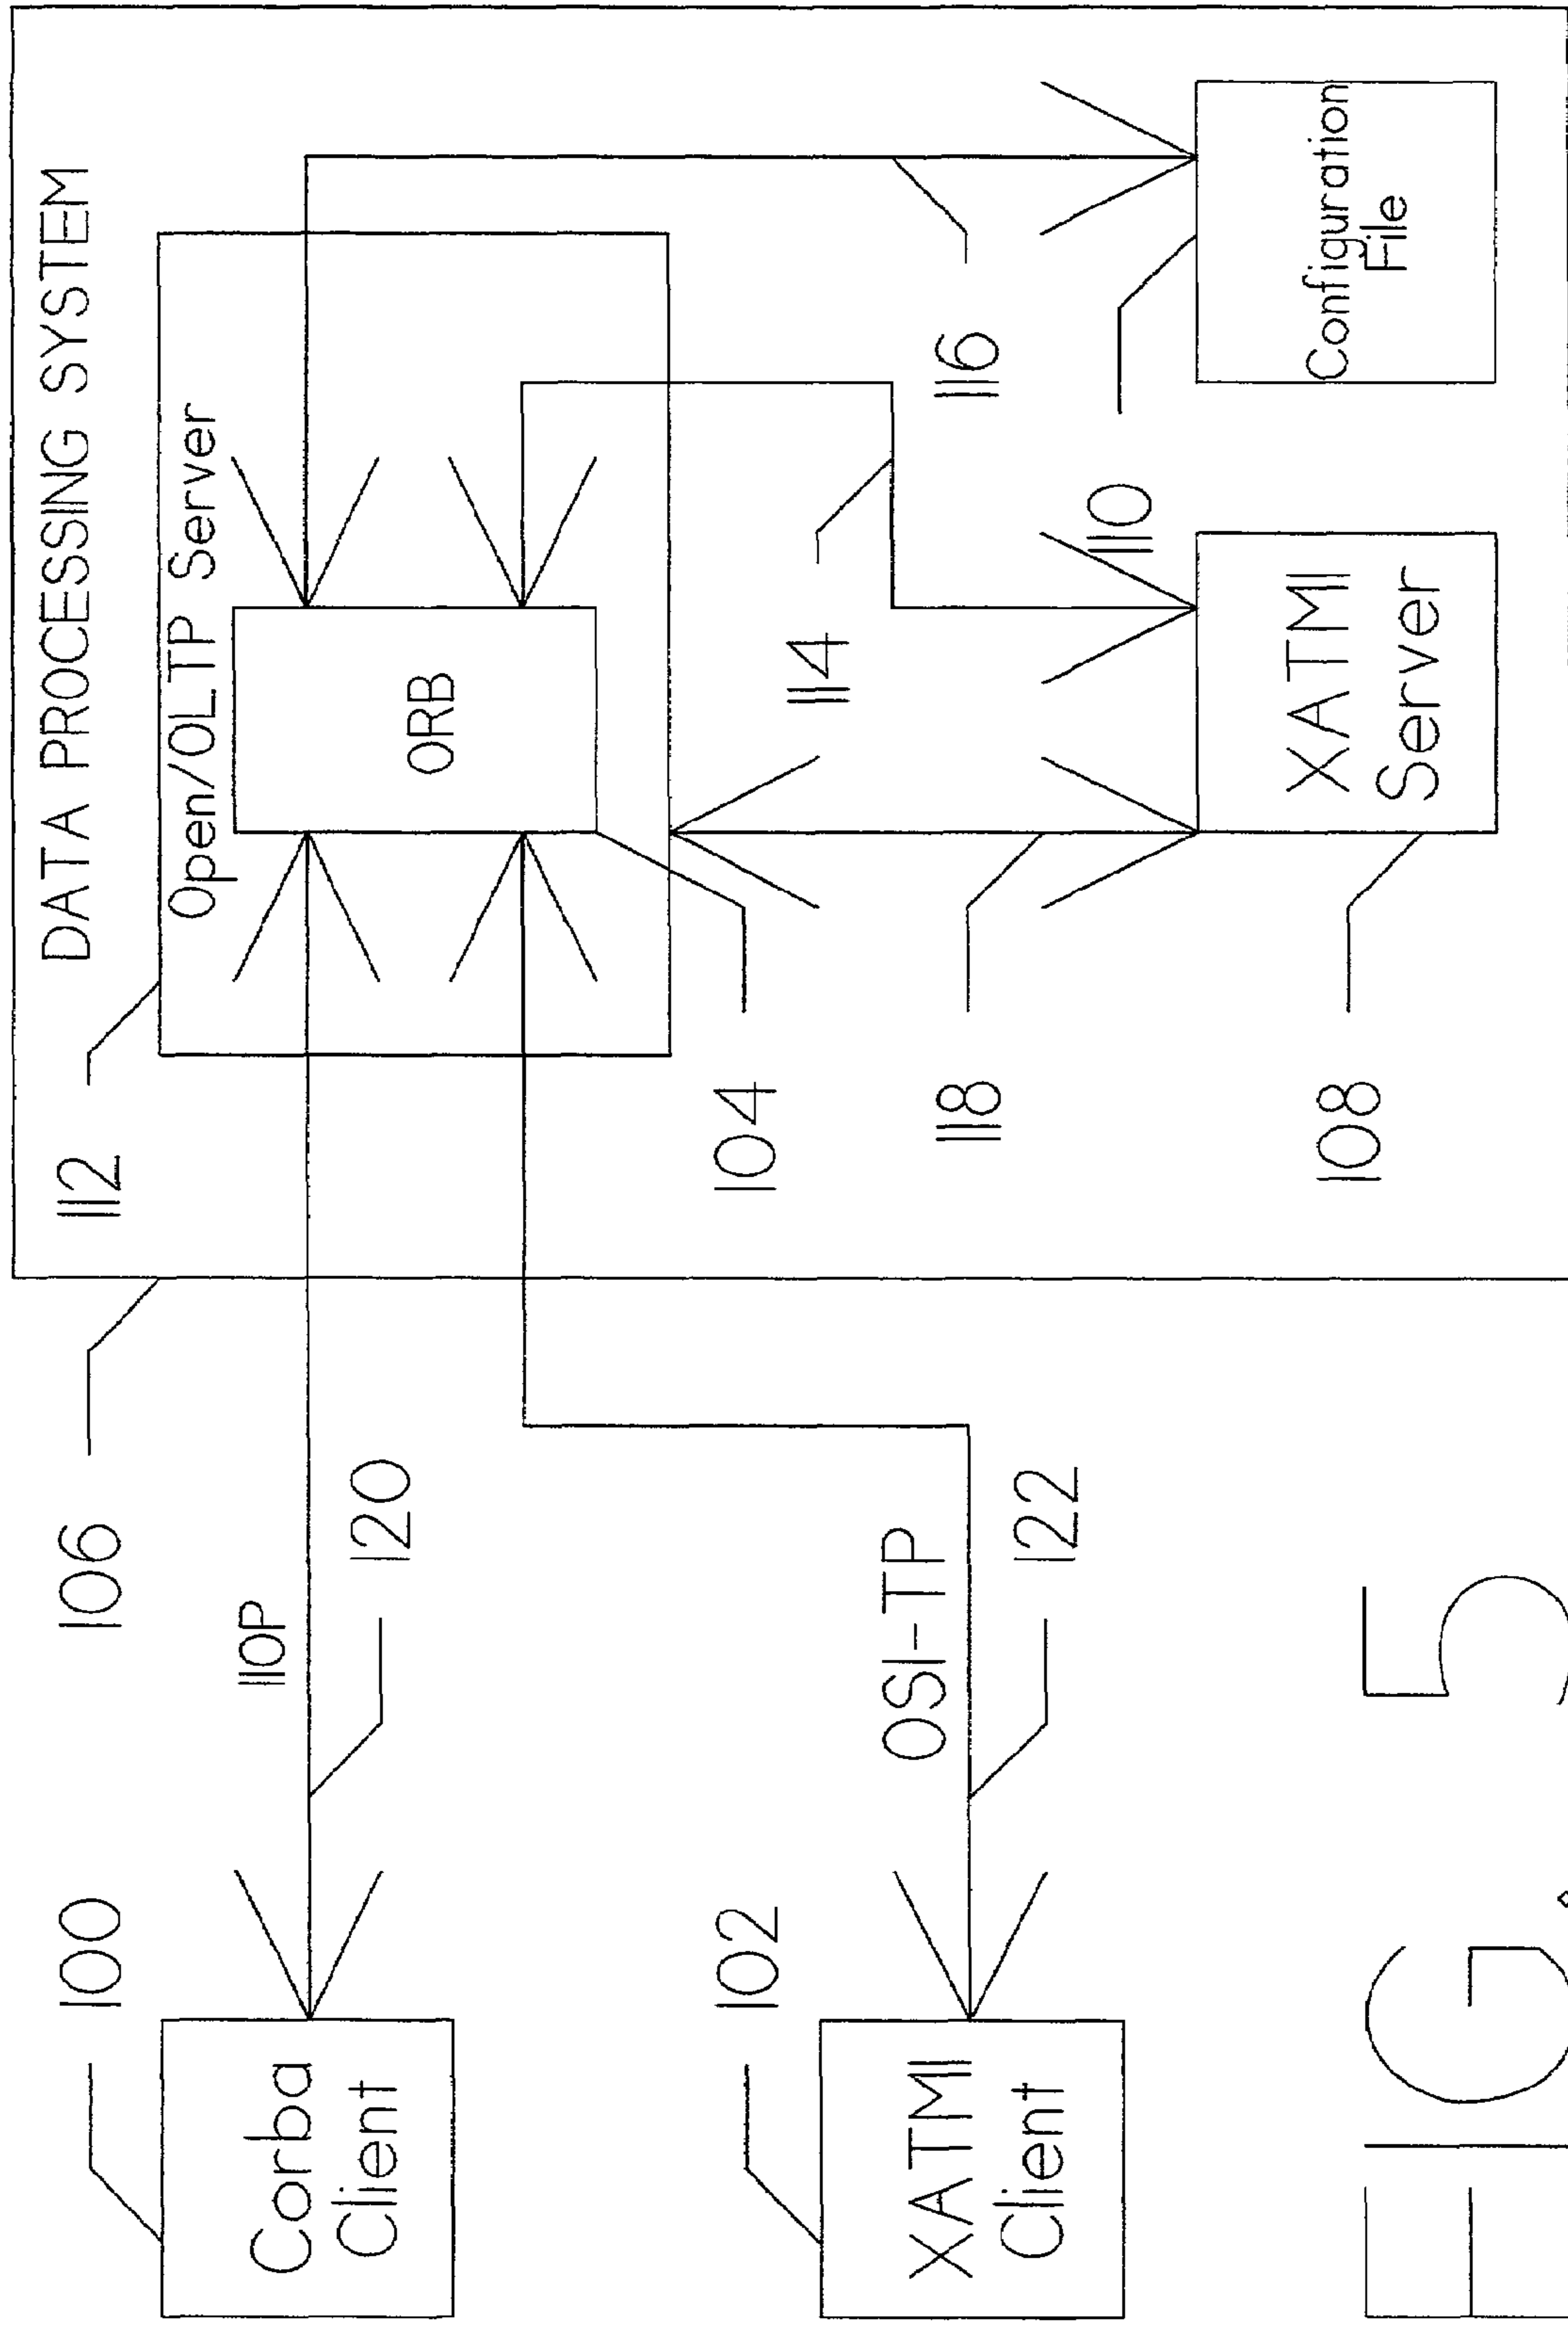 DATA PROCESSING SYSTEM
112
106
Open/OLTP Server
100
Corba
Client
IIOP
120
ORB
104
114
116
118
102
XATMI
Client
OSI-TP
122
110
108
XATMI
Server
Configuration
File
FIG. 5